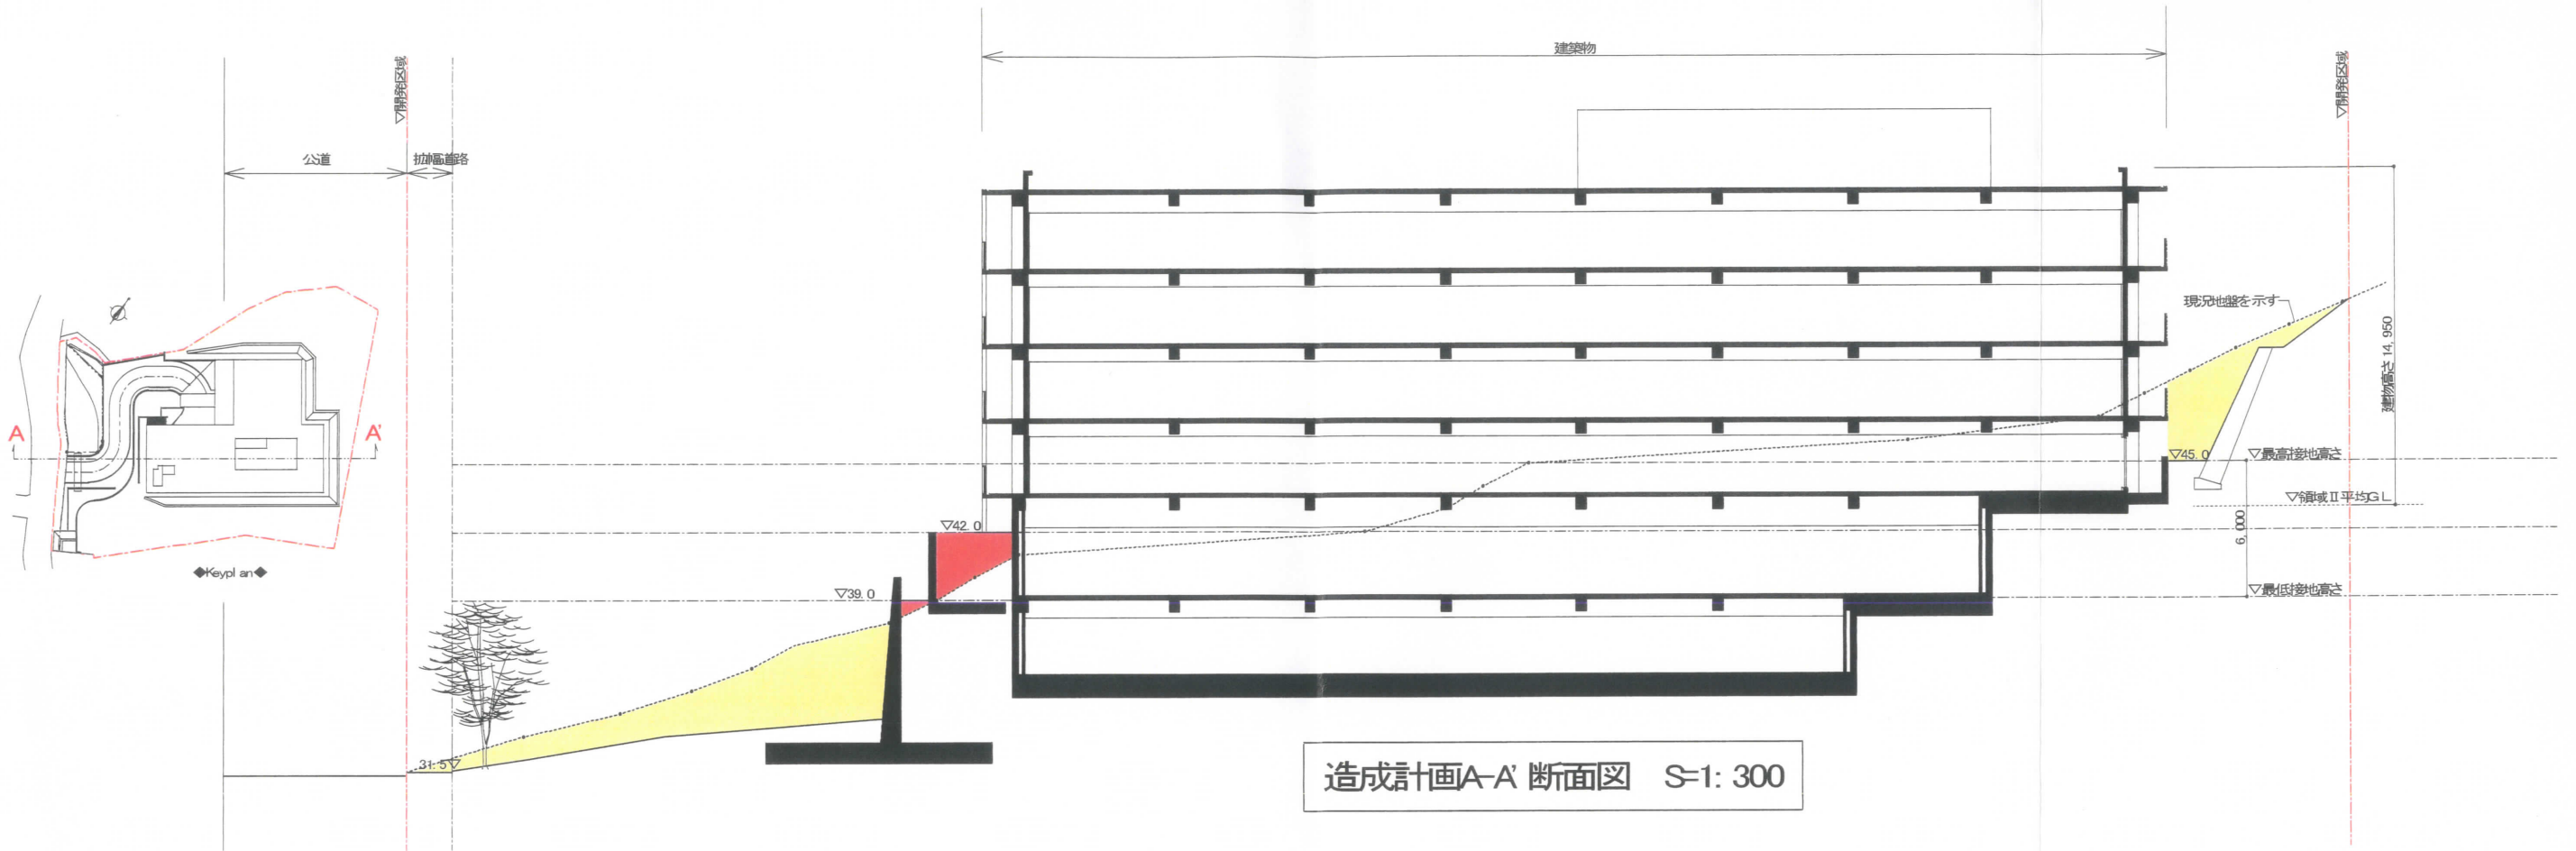 建築物
▽開発区域
▽開発区域
公道
拡幅道路
現況地盤を示す
建物高さ 14,950
A
A'
▽45.0
▽最高接地高さ
▽領域Ⅱ平均GL
▽42.0
6,000
◆Keyplan◆
▽39.0
▽最低接地高さ
31.5▽
造成計画A-A' 断面図 S=1:300